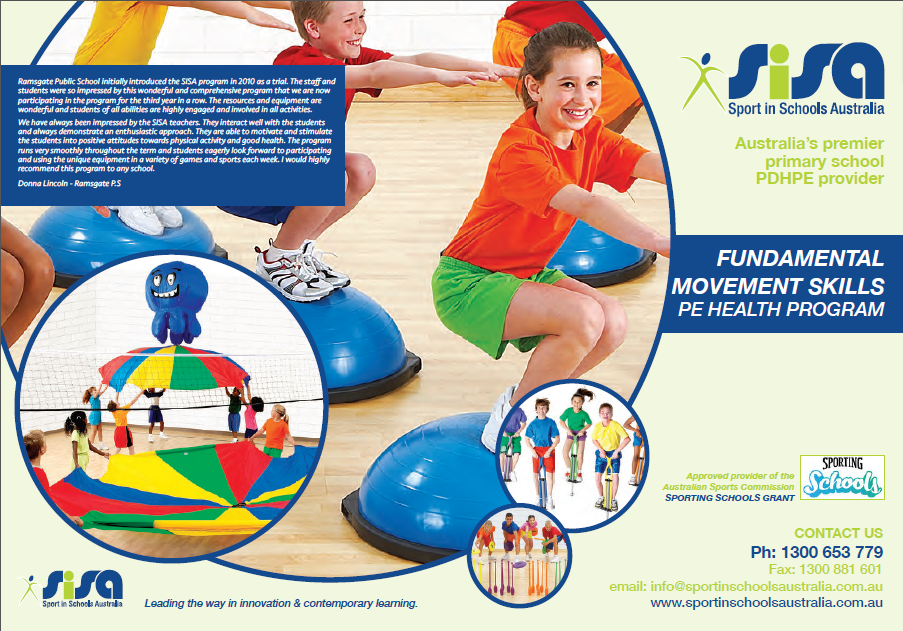 Ramsgate Public School initially introduced the SISA program in 2010 as a trial. The staff and
students were so impressed by this wonderful and comprehensive program that we are now
participating in the program for the third year in a row. The resources and equipment are
wonderful and students of all abilities are highly engaged and involved in all activities.
We have always been impressed by the SISA teachers. They interact well with the students
and always demonstrate an enthusiastic approach. They are able to motivate and stimulate
the students into positive attitudes towards physical activity and good health. The program
runs very smoothly throughout the term and students eagerly look forward to participating
and using the unique equipment in a variety of games and sports each week. I would highly
recommend this program to any school.
Donna Lincoln - Ramsgate P.S
sisa
Sport in Schools Australia
Leading the way in innovation & contemporary learning.
sisa
Sport in Schools Australia
Australia's premier
primary school
PDHPE provider
FUNDAMENTAL
MOVEMENT SKILLS
PE HEALTH PROGRAM
Approved provider of the
Australian Sports Commission
SPORTING SCHOOLS GRANT
SPORTING
Schools
CONTACT US
Ph: 1300 653 779
Fax: 1300 881 601
email: info@sportinschoolsaustralia.com.au
www.sportinschoolsaustralia.com.au